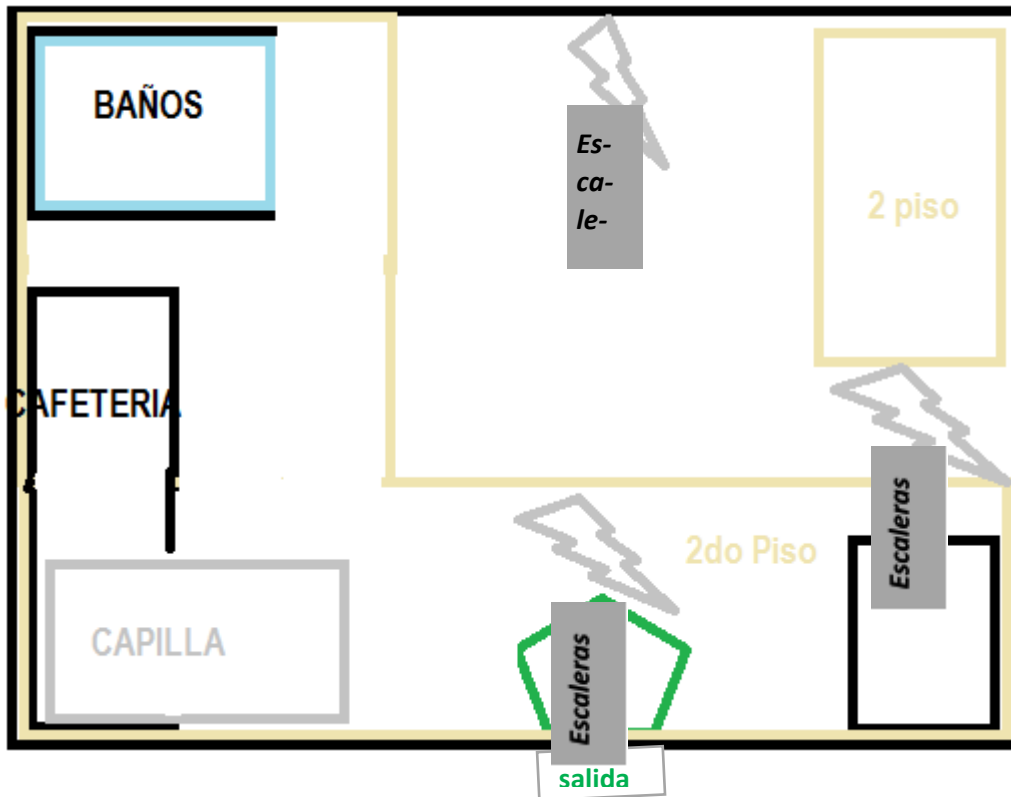 BAÑOS
Es-
ca-
le-
2 piso
CAFETERIA
Escaleras
2do Piso
CAPILLA
Escaleras
salida